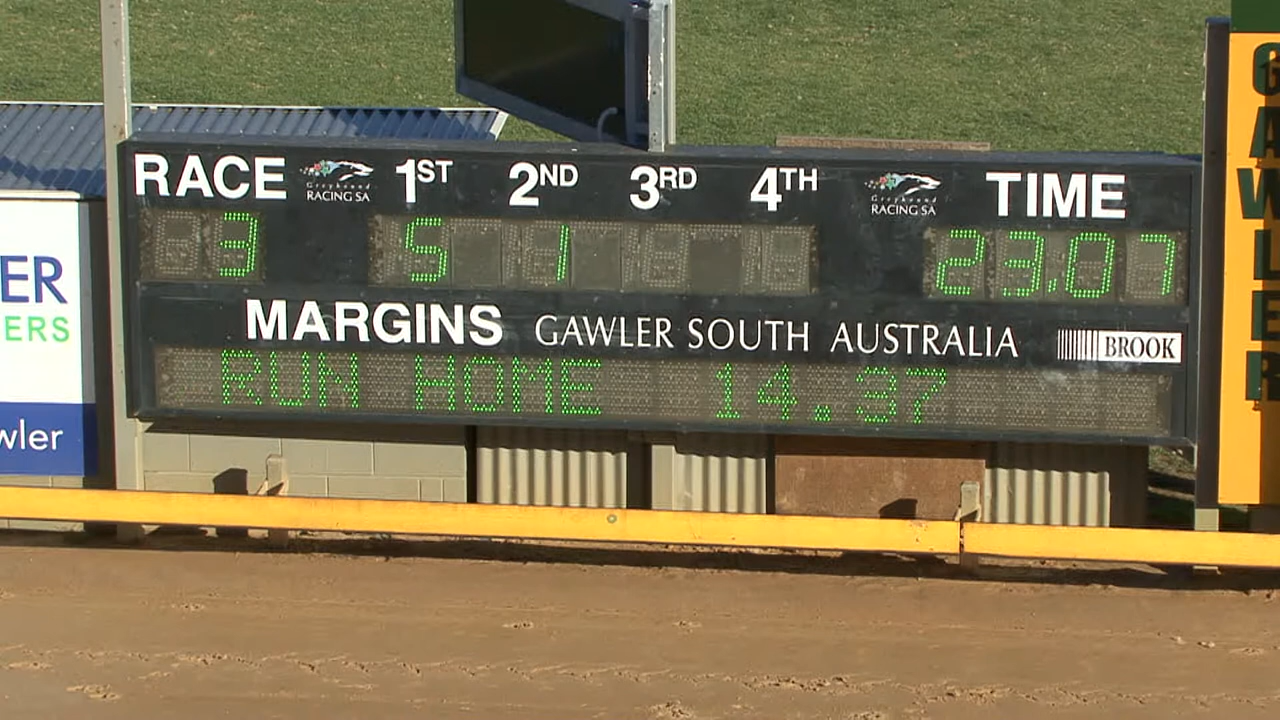 RACE 1ST 2ND 3RD 4TH TIME
Greyhound
RACING SA
Greyhound
RACING SA
3 5 1 23.07
MARGINS GAWLER SOUTH AUSTRALIA BROOK
RUN HOME 14.37
ER
ERS
wler
GAWLER